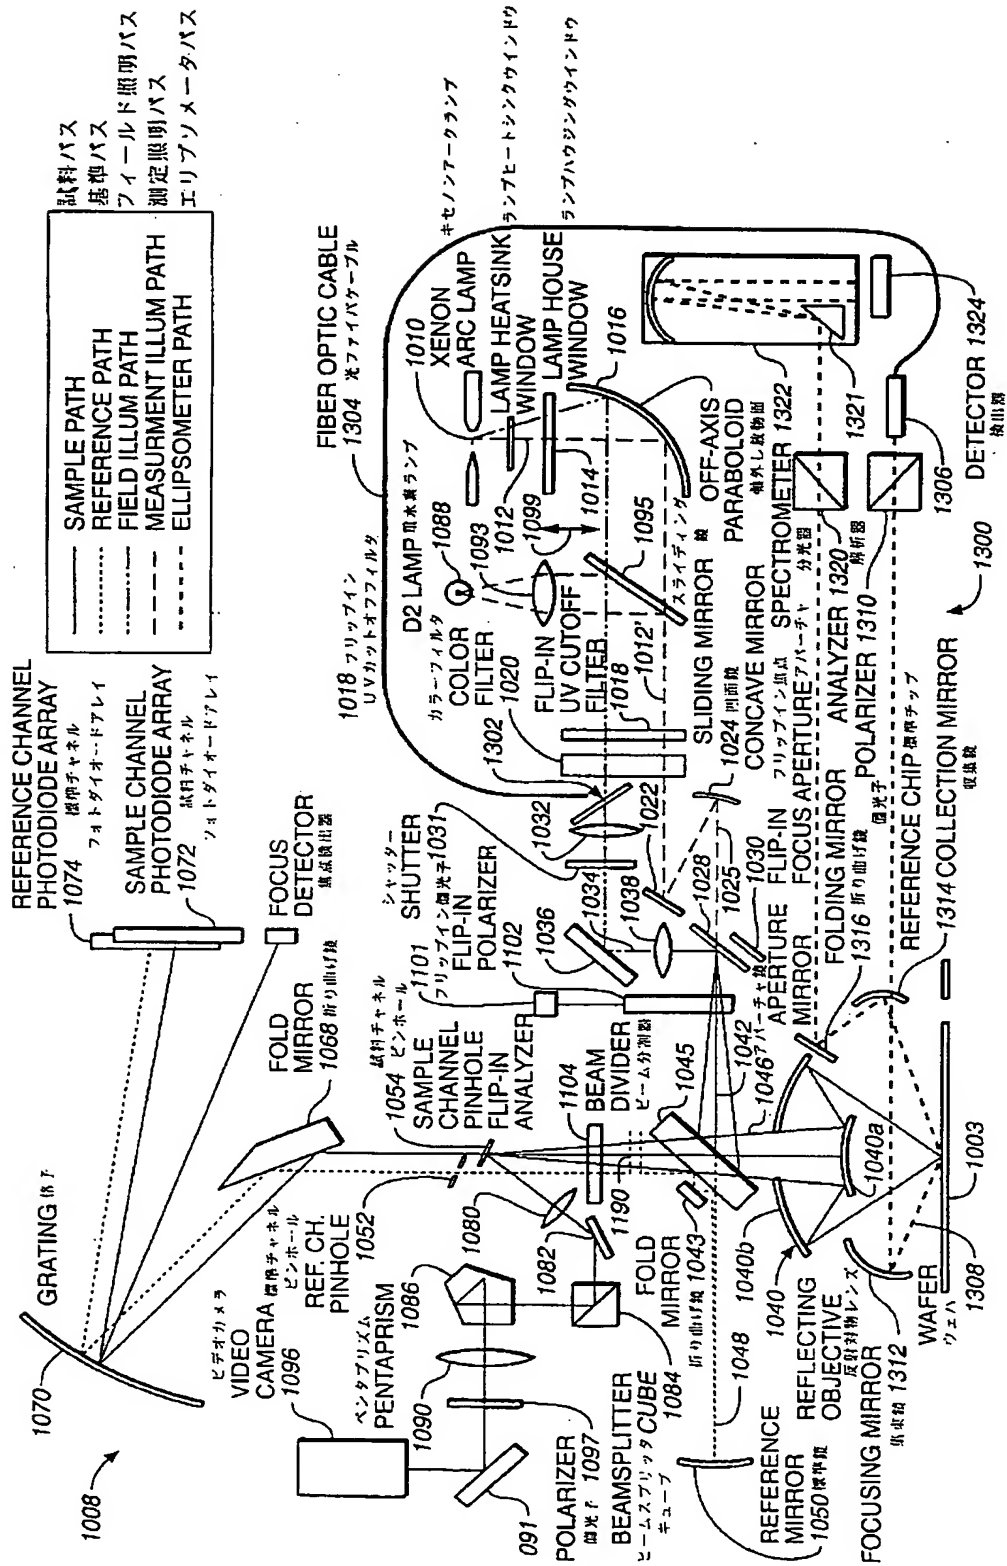 SAMPLE PATH
REFERENCE PATH
FIELD ILLUM PATH
MEASURMENT ILLUM PATH
ELLIPSOMETER PATH
試料パス
基準パス
フィールド照明パス
測定照明パス
エリプソメータパス
REFERENCE CHANNEL
PHOTODIODE ARRAY
1074 標準チャネル
フォトダイオードアレイ
SAMPLE CHANNEL
PHOTODIODE ARRAY
1072 試料チャネル
フォトダイオードアレイ
FOCUS
DETECTOR
焦点検出器
GRATING 格子
1070
1008
FOLD
MIRROR
1068 折り曲げ鏡
ビデオカメラ
VIDEO
CAMERA
1096
標準チャネル
ピンホール
REF. CH.
PINHOLE
1052
1054 試料チャネル
ピンホール
SAMPLE
CHANNEL
PINHOLE
FLIP-IN
ANALYZER
1104
BEAM
DIVIDER
ビーム分割器
ペンタプリズム
PENTAPRISM
1090
1086
1080
1082
1190
091
POLARIZER
偏光子 1097
BEAMSPLITTER
CUBE
ビームスプリッタ
キューブ
1084
FOLD
MIRROR
折り曲げ鏡 1043
1045
1042
1046
1048
REFERENCE
MIRROR
1050 標準鏡
1040
1040b
1040a
REFLECTING
OBJECTIVE
反射対物レンズ
FOCUSING MIRROR
集束鏡 1312
WAFER
ウェハ
1308
1003
1018 フリップイン
UVカットオフフィルタ
FIBER OPTIC CABLE
1304 光ファイバケーブル
D2 LAMP 重水素ランプ
1088
1093
カラーフィルタ
COLOR
FILTER
1020
FLIP-IN
UV CUTOFF
FILTER
1018
1012'
1302
1032
シャッター
SHUTTER
1031
フリップイン偏光子
FLIP-IN
POLARIZER
1101
1102
1034
1036
1038
1022
1028
1025
1030
1010
XENON
ARC LAMP
キセノンアークランプ
LAMP HEATSINK
WINDOW
ランプヒートシンクウインドウ
1012
LAMP HOUSE
WINDOW
ランプハウジングウインドウ
1099
1014
1016
1095
OFF-AXIS
PARABOLOID
軸外し放物面
スライディング鏡
SLIDING MIRROR
1024 凹面鏡
CONCAVE MIRROR
APERTURE
MIRROR
アパーチャ鏡
FLIP-IN
FOCUS APERTURE
フリップイン焦点
アパーチャ
SPECTROMETER 1322
分光器
FOLDING MIRROR
1316 折り曲げ鏡
ANALYZER 1320
解析器
POLARIZER 1310
偏光子
REFERENCE CHIP 標準チップ
1314 COLLECTION MIRROR
収集鏡
1321
1306
1300
DETECTOR 1324
検出器